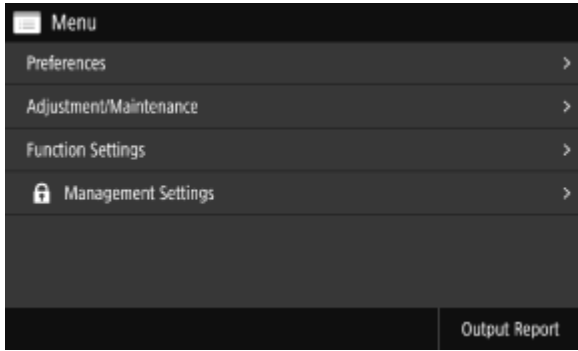 Menu
Preferences
Adjustment/Maintenance
Function Settings
Management Settings
Output Report